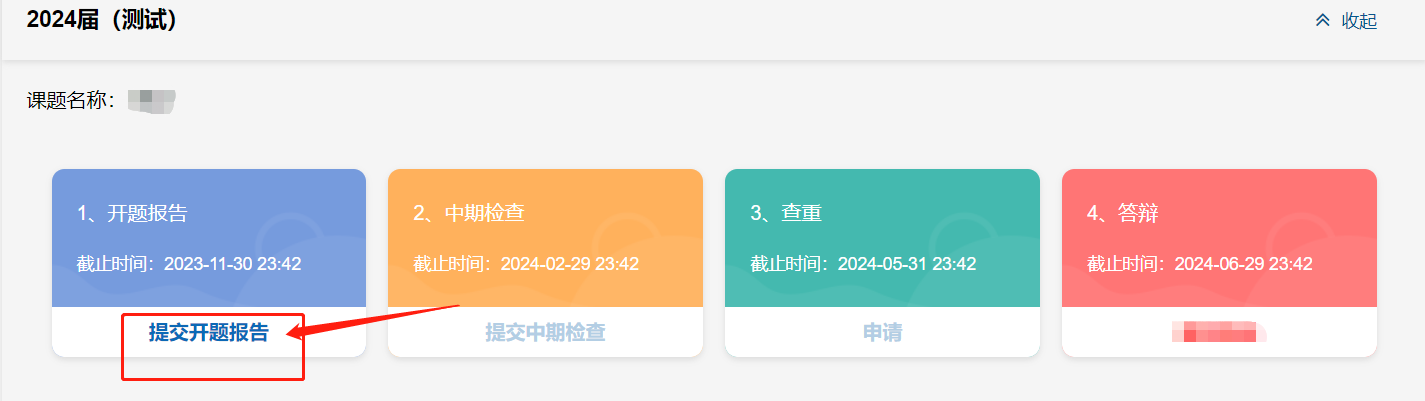 2024届（测试）
收起
课题名称：
1、开题报告
截止时间：2023-11-30 23:42
提交开题报告
2、中期检查
截止时间：2024-02-29 23:42
提交中期检查
3、查重
截止时间：2024-05-31 23:42
申请
4、答辩
截止时间：2024-06-29 23:42